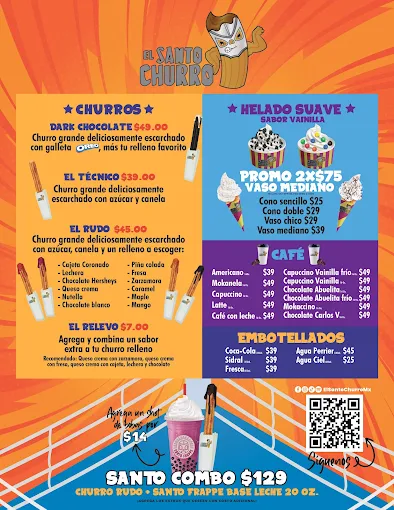 EL SANTO
CHURRO
★ CHURROS ★
DARK CHOCOLATE $49.00
Churro grande deliciosamente escarchado
con galleta OREO, más tu relleno favorito
EL TÉCNICO $39.00
Churro grande deliciosamente
escarchado con azúcar y canela
EL RUDO $45.00
Churro grande deliciosamente escarchado
con azúcar, canela y un relleno a escoger:
- Cajeta Coronado
- Lechera
- Chocolate Hersheys
- Queso crema
- Nutella
- Chocolate blanco
- Piña colada
- Fresa
- Zarzamora
- Caramel
- Maple
- Mango
EL RELEVO $7.00
Agrega y combina un sabor
extra a tu churro relleno
Recomendado: Queso crema con zarzamora, queso crema
con fresa, queso crema con cajeta, lechera y chocolate
★ HELADO SUAVE ★
SABOR VAINILLA
PROMO 2X$75
VASO MEDIANO
Cono sencillo $25
Cono doble $29
Vaso chico $29
Vaso mediano $39
CAFÉ
Americano... $39
Mokanela... $49
Capuccino... $49
Latte... $49
Café con leche... $49
Capuccino Vainilla frío... $49
Capuccino Vainilla... $49
Chocolate Abuelita... $49
Chocolate Abuelita frío... $49
Mokaccino... $49
Chocolate Carlos V... $49
EMBOTELLADOS
Coca-Cola... $39
Sidral ... $39
Fresca... $39
Agua Perrier... $45
Agua Ciel... $25
@ElSantoChurroMx
Síguenos
Agrega un shot
de bobas por
$14
SANTO COMBO $129
CHURRO RUDO + SANTO FRAPPE BASE LECHE 20 OZ.